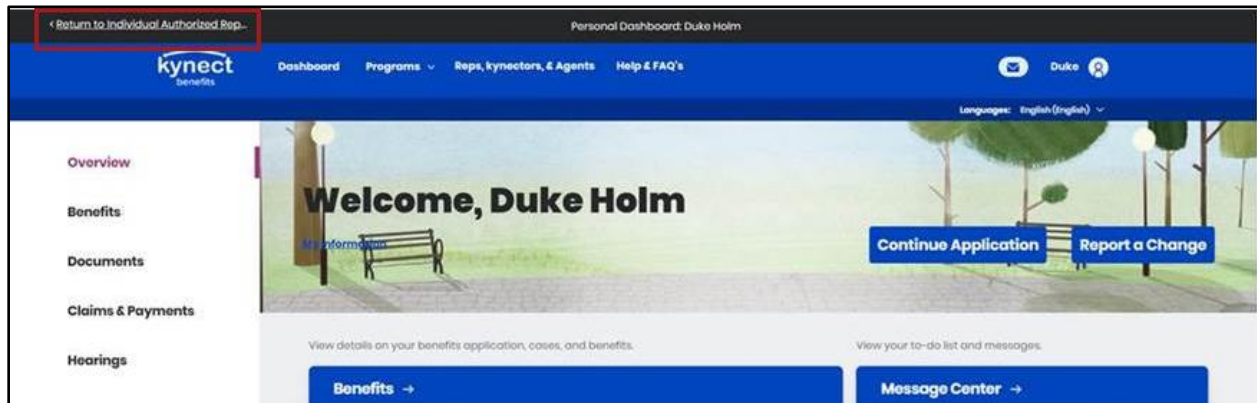 < Return to Individual Authorized Rep...
Personal Dashboard: Duke Holm
kynect
benefits
Dashboard
Programs
Reps, kynectors, & Agents
Help & FAQ's
Duke
Languages: English (English)
Overview
Benefits
Documents
Claims & Payments
Hearings
Welcome, Duke Holm
My Information
Continue Application
Report a Change
View details on your benefits application, cases, and benefits.
View your to-do list and messages.
Benefits →
Message Center →